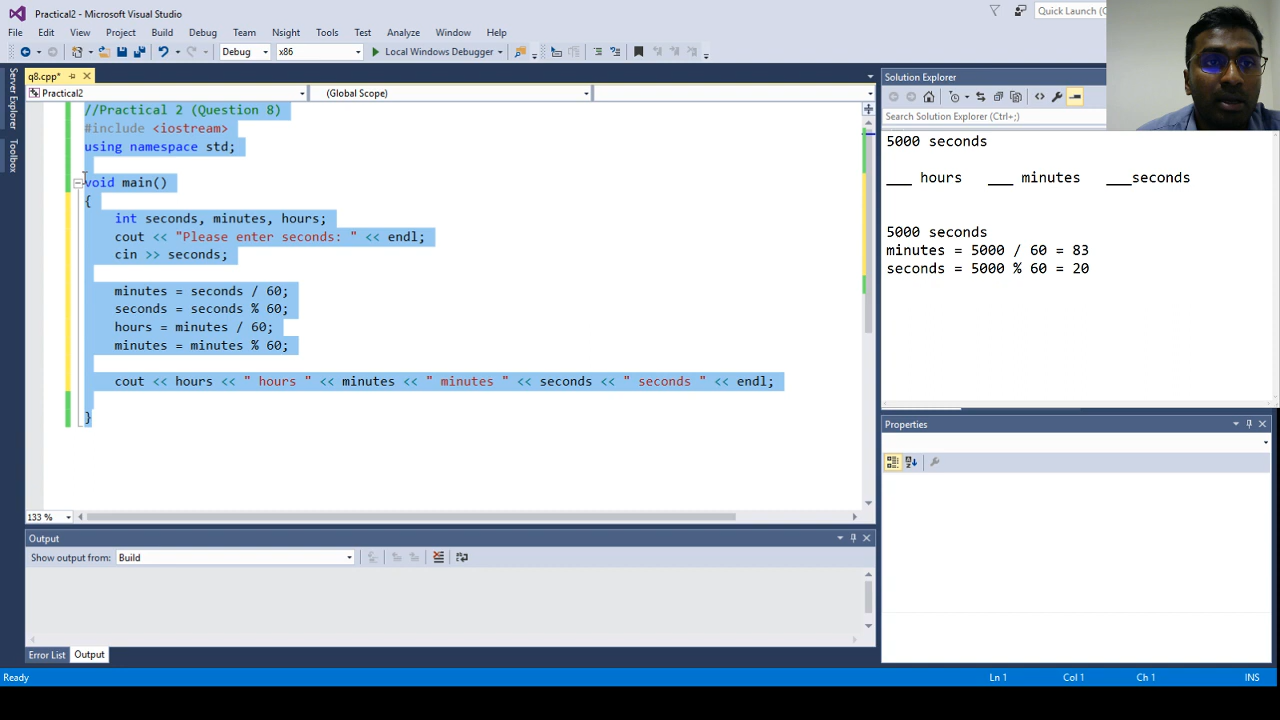 Practical2 - Microsoft Visual Studio
Quick Launch (
File Edit View Project Build Debug Team Nsight Tools Test Analyze Window Help
Debug x86 Local Windows Debugger
Server Explorer
Toolbox
q8.cpp*
Practical2 (Global Scope)
//Practical 2 (Question 8)
#include <iostream>
using namespace std;
void main()
{
int seconds, minutes, hours;
cout << "Please enter seconds: " << endl;
cin >> seconds;
minutes = seconds / 60;
seconds = seconds % 60;
hours = minutes / 60;
minutes = minutes % 60;
cout << hours << " hours " << minutes << " minutes " << seconds << " seconds " << endl;
}
133 %
Solution Explorer
Search Solution Explorer (Ctrl+;)
5000 seconds
___ hours ___ minutes ___seconds
5000 seconds
minutes = 5000 / 60 = 83
seconds = 5000 % 60 = 20
Properties
Output
Show output from: Build
Error List Output
Ready Ln 1 Col 1 Ch 1 INS